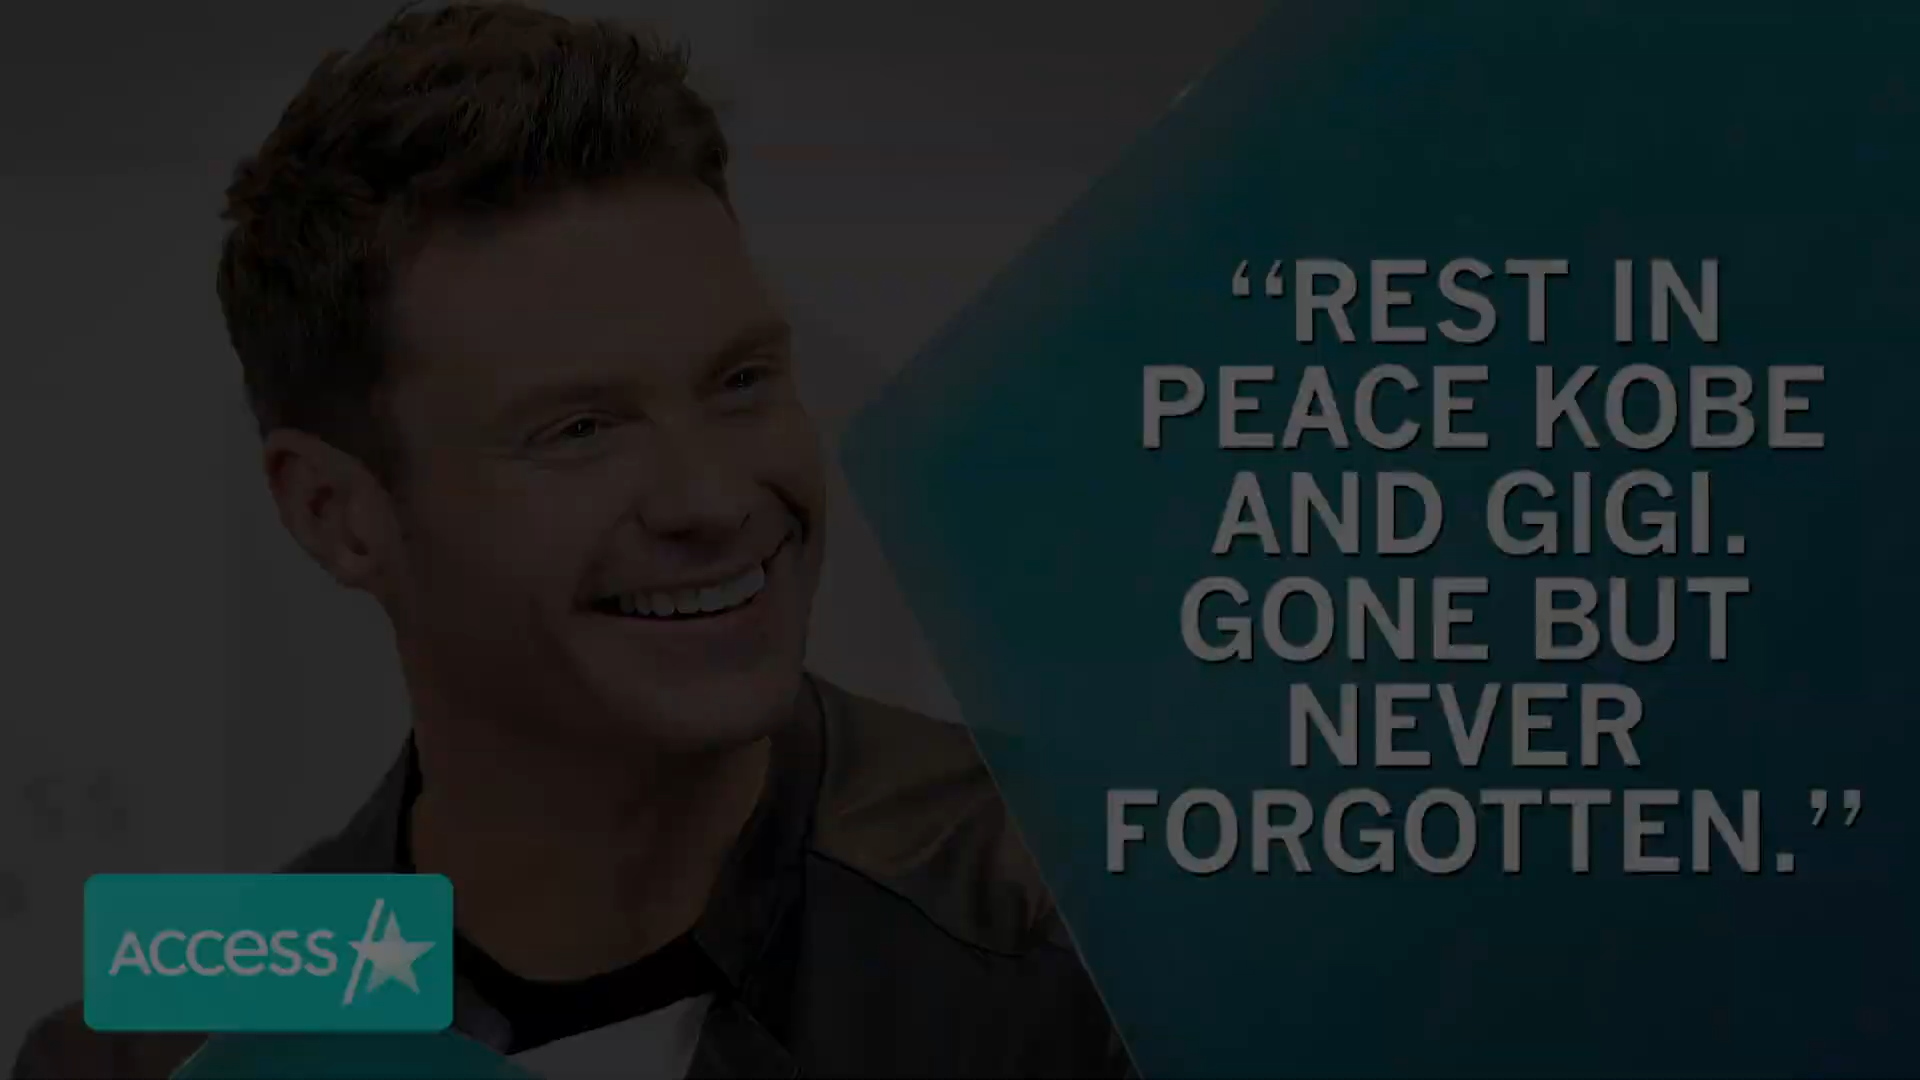 “REST IN
PEACE KOBE
AND GIGI.
GONE BUT
NEVER
FORGOTTEN.”
ACCESS